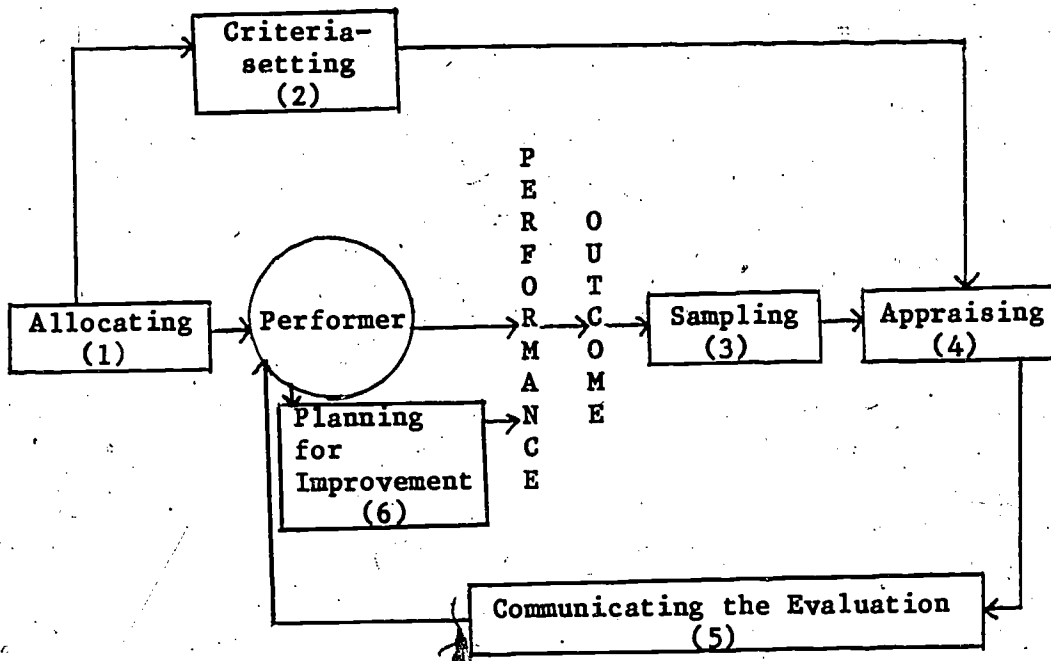 Criteria-
setting
(2)
PERFORMANCE
OUTCOME
Allocating
(1)
Performer
Sampling
(3)
Appraising
(4)
Planning
for
Improvement
(6)
Communicating the Evaluation
(5)